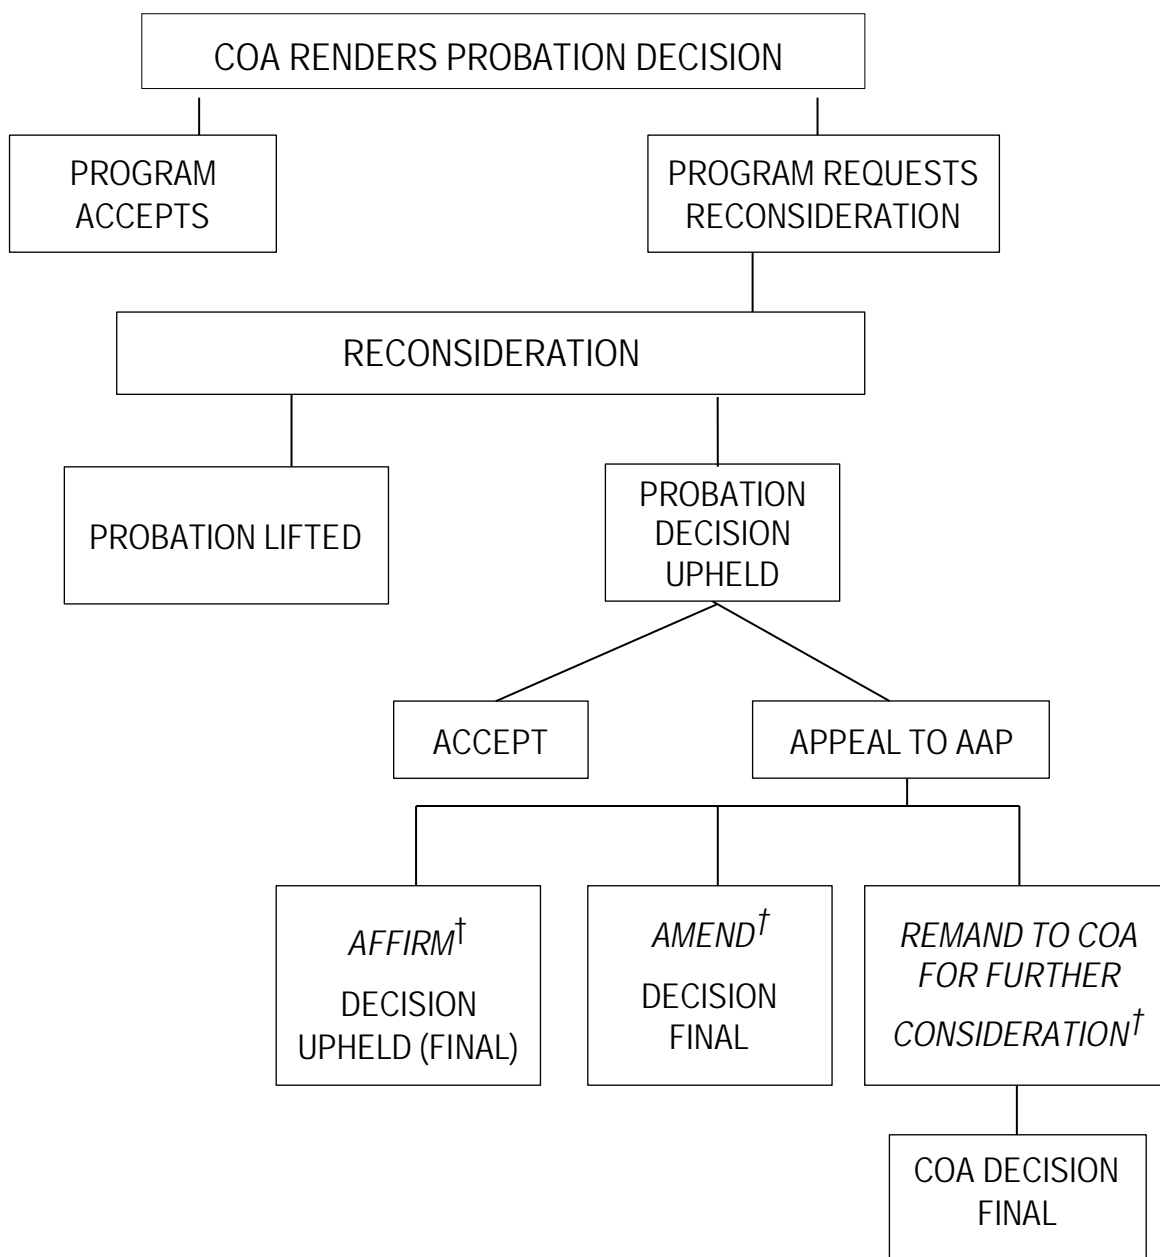 COA RENDERS PROBATION DECISION
PROGRAM
ACCEPTS
PROGRAM REQUESTS
RECONSIDERATION
RECONSIDERATION
PROBATION LIFTED
PROBATION
DECISION
UPHELD
ACCEPT
APPEAL TO AAP
AFFIRM†
DECISION
UPHELD (FINAL)
AMEND†
DECISION
FINAL
REMAND TO COA
FOR FURTHER
CONSIDERATION†
COA DECISION
FINAL